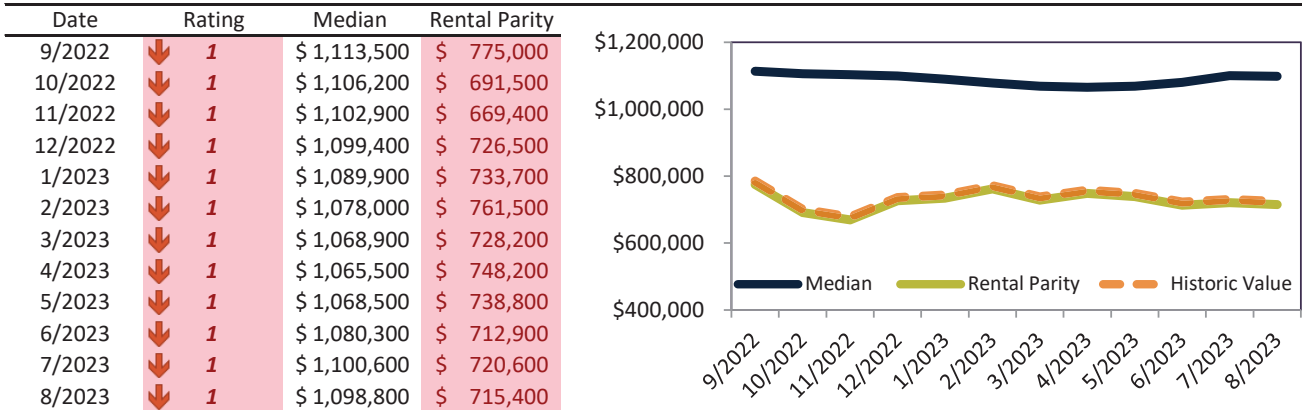 Date Rating Median Rental Parity
9/2022 1 $ 1,113,500 $ 775,000
10/2022 1 $ 1,106,200 $ 691,500
11/2022 1 $ 1,102,900 $ 669,400
12/2022 1 $ 1,099,400 $ 726,500
1/2023 1 $ 1,089,900 $ 733,700
2/2023 1 $ 1,078,000 $ 761,500
3/2023 1 $ 1,068,900 $ 728,200
4/2023 1 $ 1,065,500 $ 748,200
5/2023 1 $ 1,068,500 $ 738,800
6/2023 1 $ 1,080,300 $ 712,900
7/2023 1 $ 1,100,600 $ 720,600
8/2023 1 $ 1,098,800 $ 715,400
$1,200,000
$1,000,000
$800,000
$600,000
$400,000
Median Rental Parity Historic Value
9/2022 10/2022 11/2022 12/2022 1/2023 2/2023 3/2023 4/2023 5/2023 6/2023 7/2023 8/2023